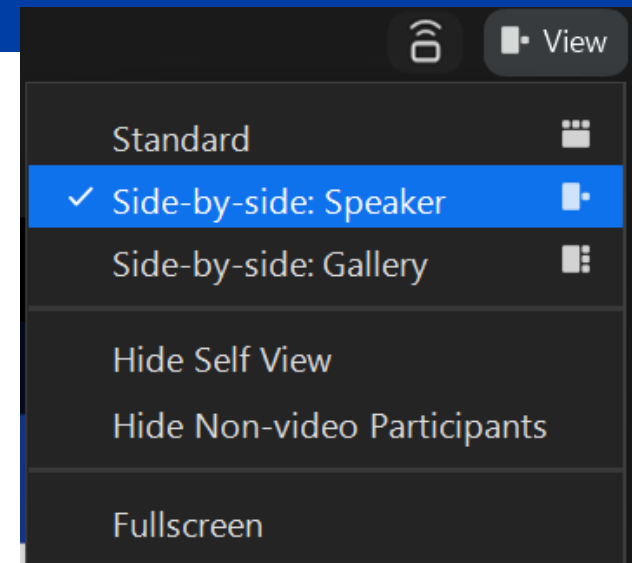 View
Standard
Side-by-side: Speaker
Side-by-side: Gallery
Hide Self View
Hide Non-video Participants
Fullscreen